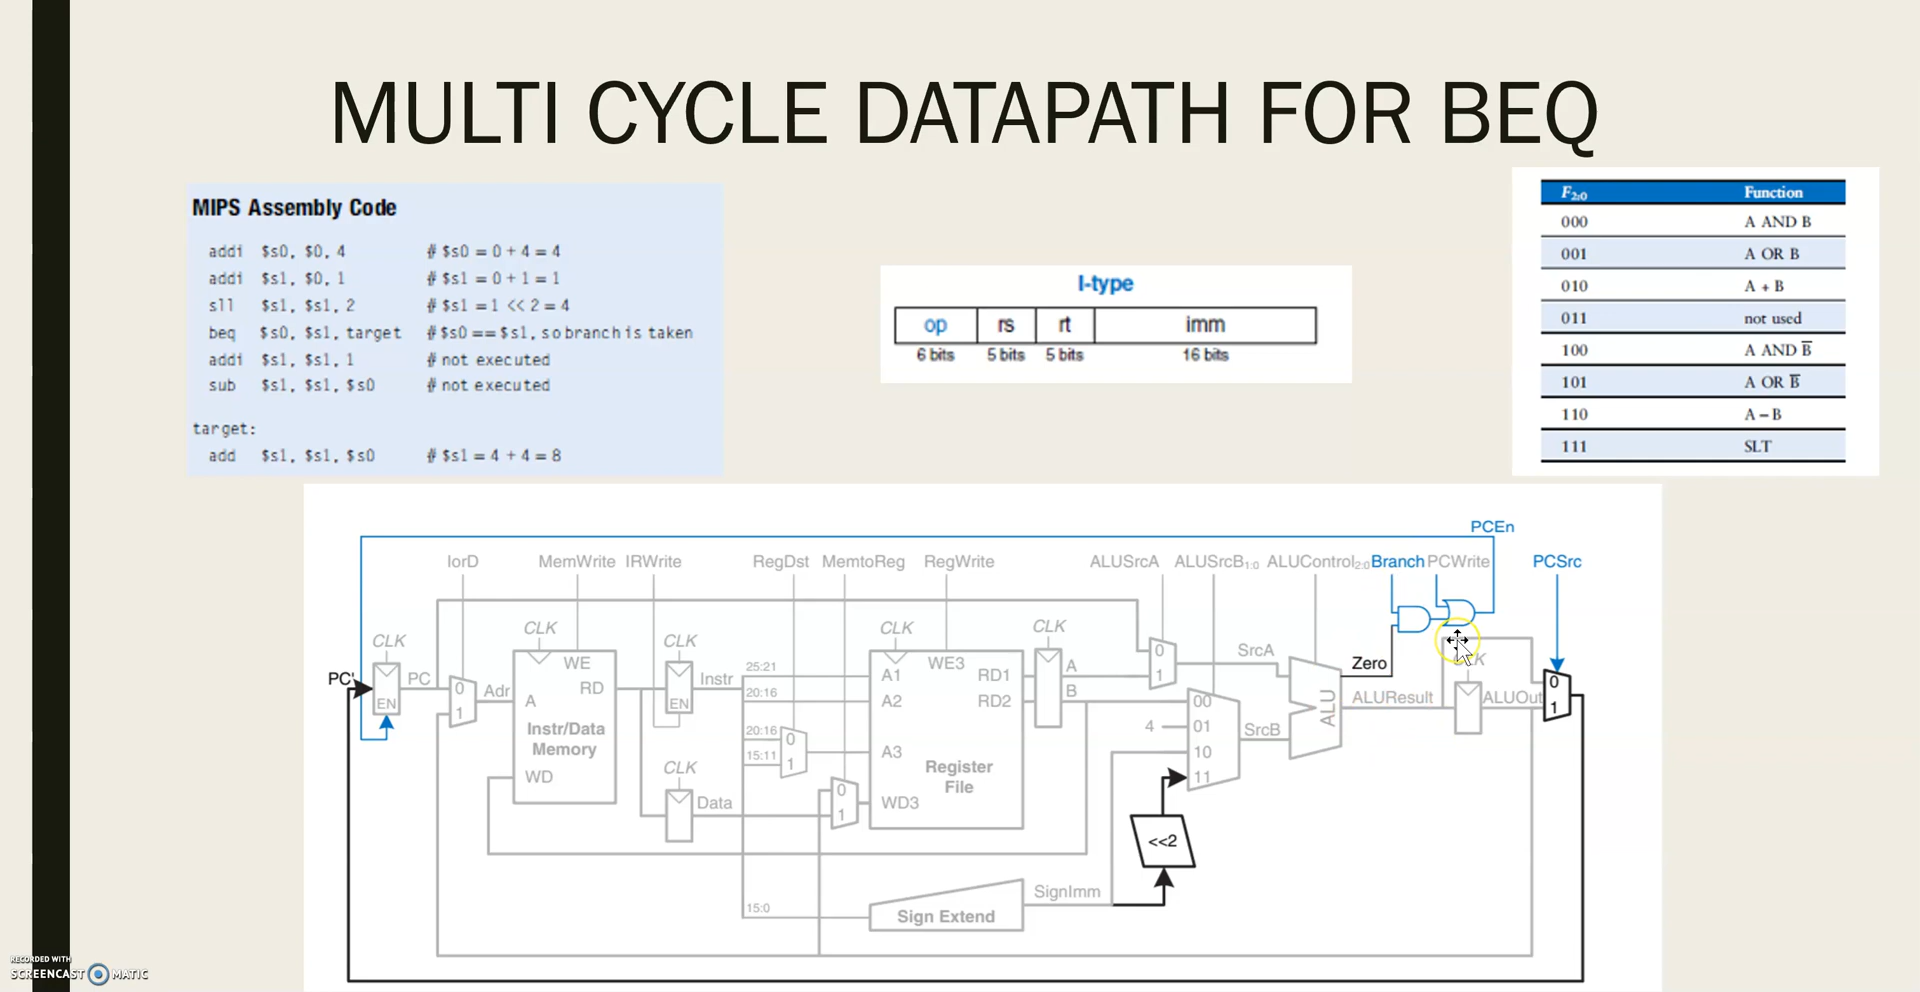 MULTI CYCLE DATAPATH FOR BEQ
MIPS Assembly Code
addi $s0, $0, 4 # $s0 = 0 + 4 = 4
addi $s1, $0, 1 # $s1 = 0 + 1 = 1
sll $s1, $s1, 2 # $s1 = 1 << 2 = 4
beq $s0, $s1, target # $s0 == $s1, so branch is taken
addi $s1, $s1, 1 # not executed
sub $s1, $s1, $s0 # not executed
target:
add $s1, $s1, $s0 # $s1 = 4 + 4 = 8
I-type
op rs rt imm
6 bits 5 bits 5 bits 16 bits
F2:0 Function
000 A AND B
001 A OR B
010 A + B
011 not used
100 A AND B̅
101 A OR B̅
110 A – B
111 SLT
PCEn
IorD MemWrite IRWrite RegDst MemtoReg RegWrite ALUSrcA ALUSrcB1:0 ALUControl2:0 Branch PCWrite PCSrc
CLK CLK CLK CLK CLK CLK
PC' EN PC 0 1 Adr
WE
A RD
Instr/Data
Memory
WD
EN Instr
CLK
Data
25:21
20:16
20:16
15:11
15:0
0
1
0
1
A1 WE3 RD1
A2 RD2
A3
Register
File
WD3
A
B
0
1
SrcA
4
00
01
10
11
SrcB
ALU
Zero
ALUResult
ALUOut
0
1
<<2
SignImm
Sign Extend
RECORDED WITH
SCREENCAST MATIC